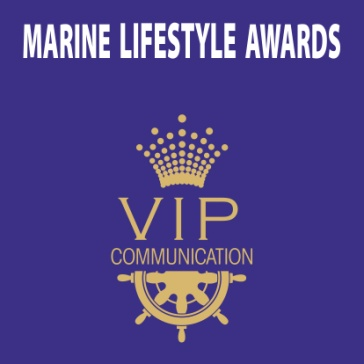 MARINE LIFESTYLE AWARDS
VIP
COMMUNICATION